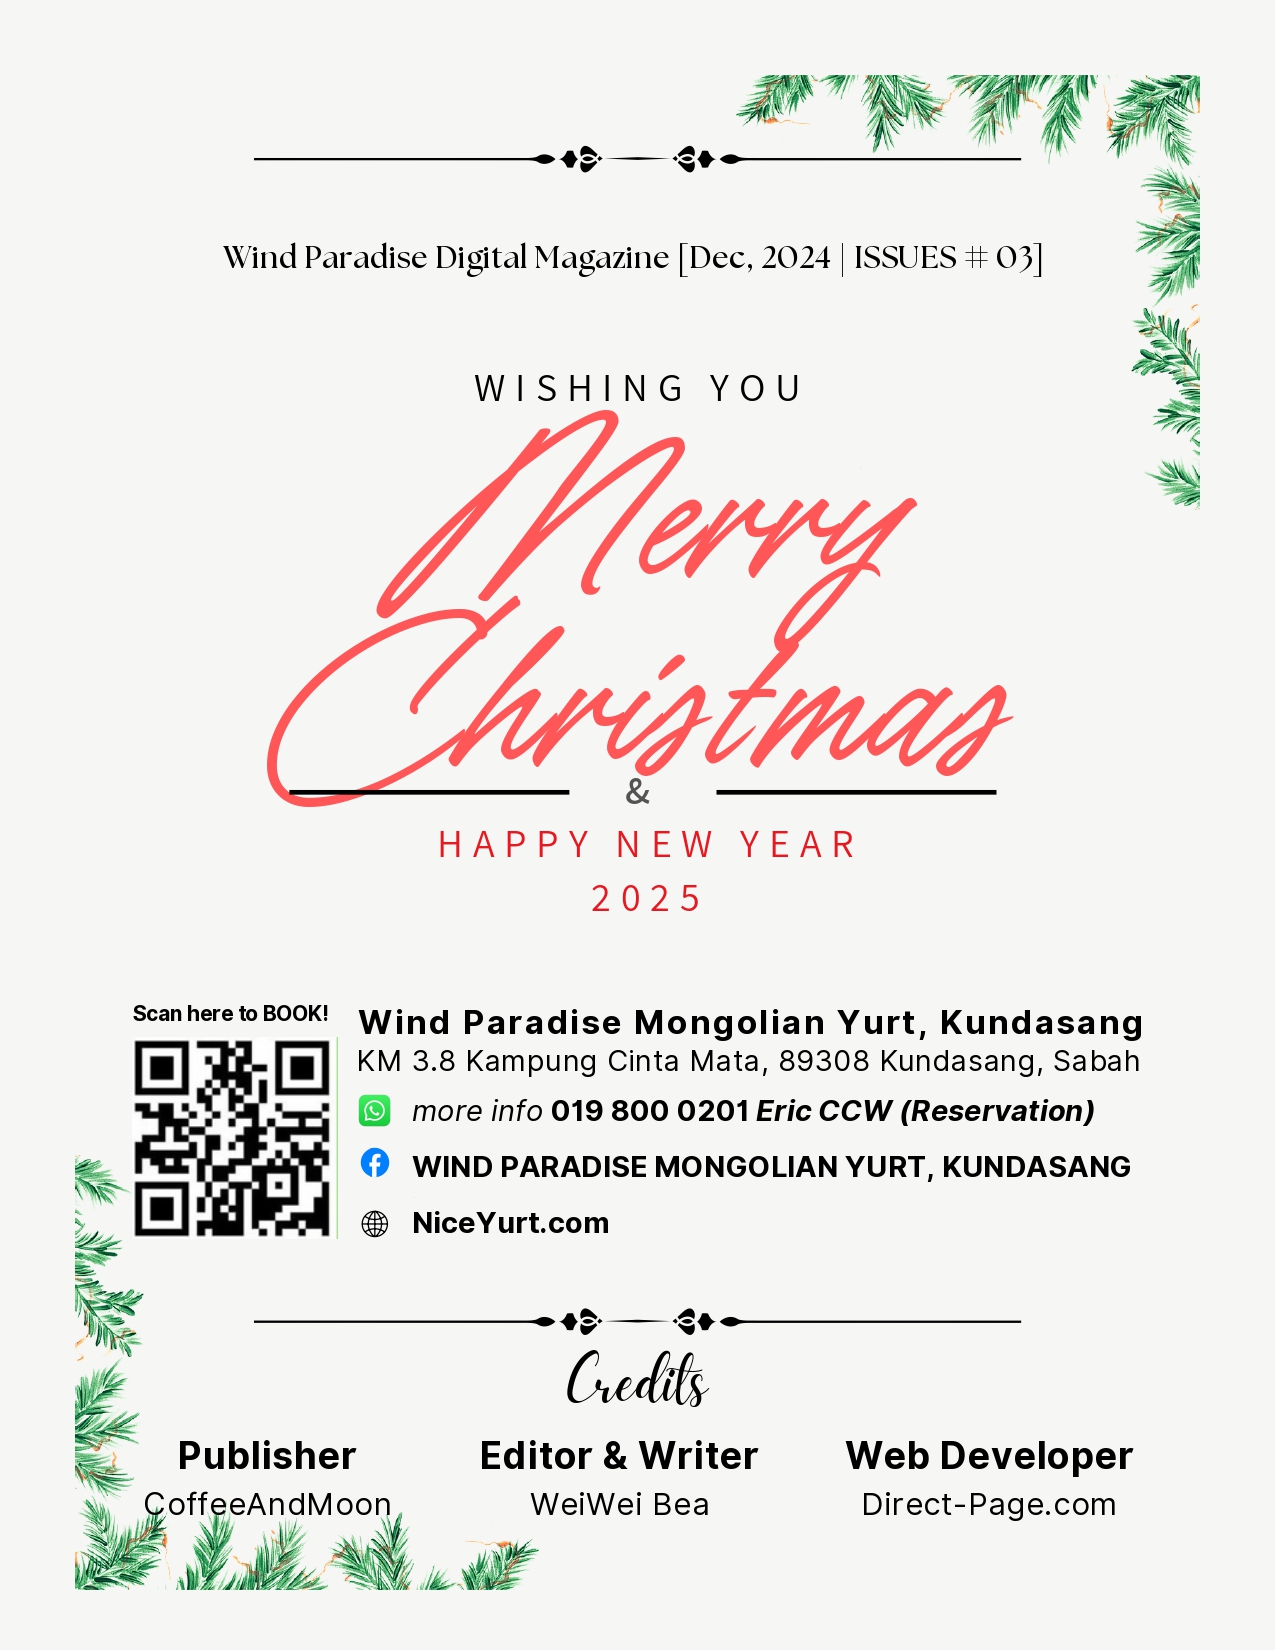 Wind Paradise Digital Magazine [Dec, 2024 | ISSUES # 03]
WISHING YOU
Merry
Christmas
&
HAPPY NEW YEAR
2025
Scan here to BOOK!
Wind Paradise Mongolian Yurt, Kundasang
KM 3.8 Kampung Cinta Mata, 89308 Kundasang, Sabah
more info 019 800 0201 Eric CCW (Reservation)
WIND PARADISE MONGOLIAN YURT, KUNDASANG
NiceYurt.com
Credits
Publisher
CoffeeAndMoon
Editor & Writer
WeiWei Bea
Web Developer
Direct-Page.com